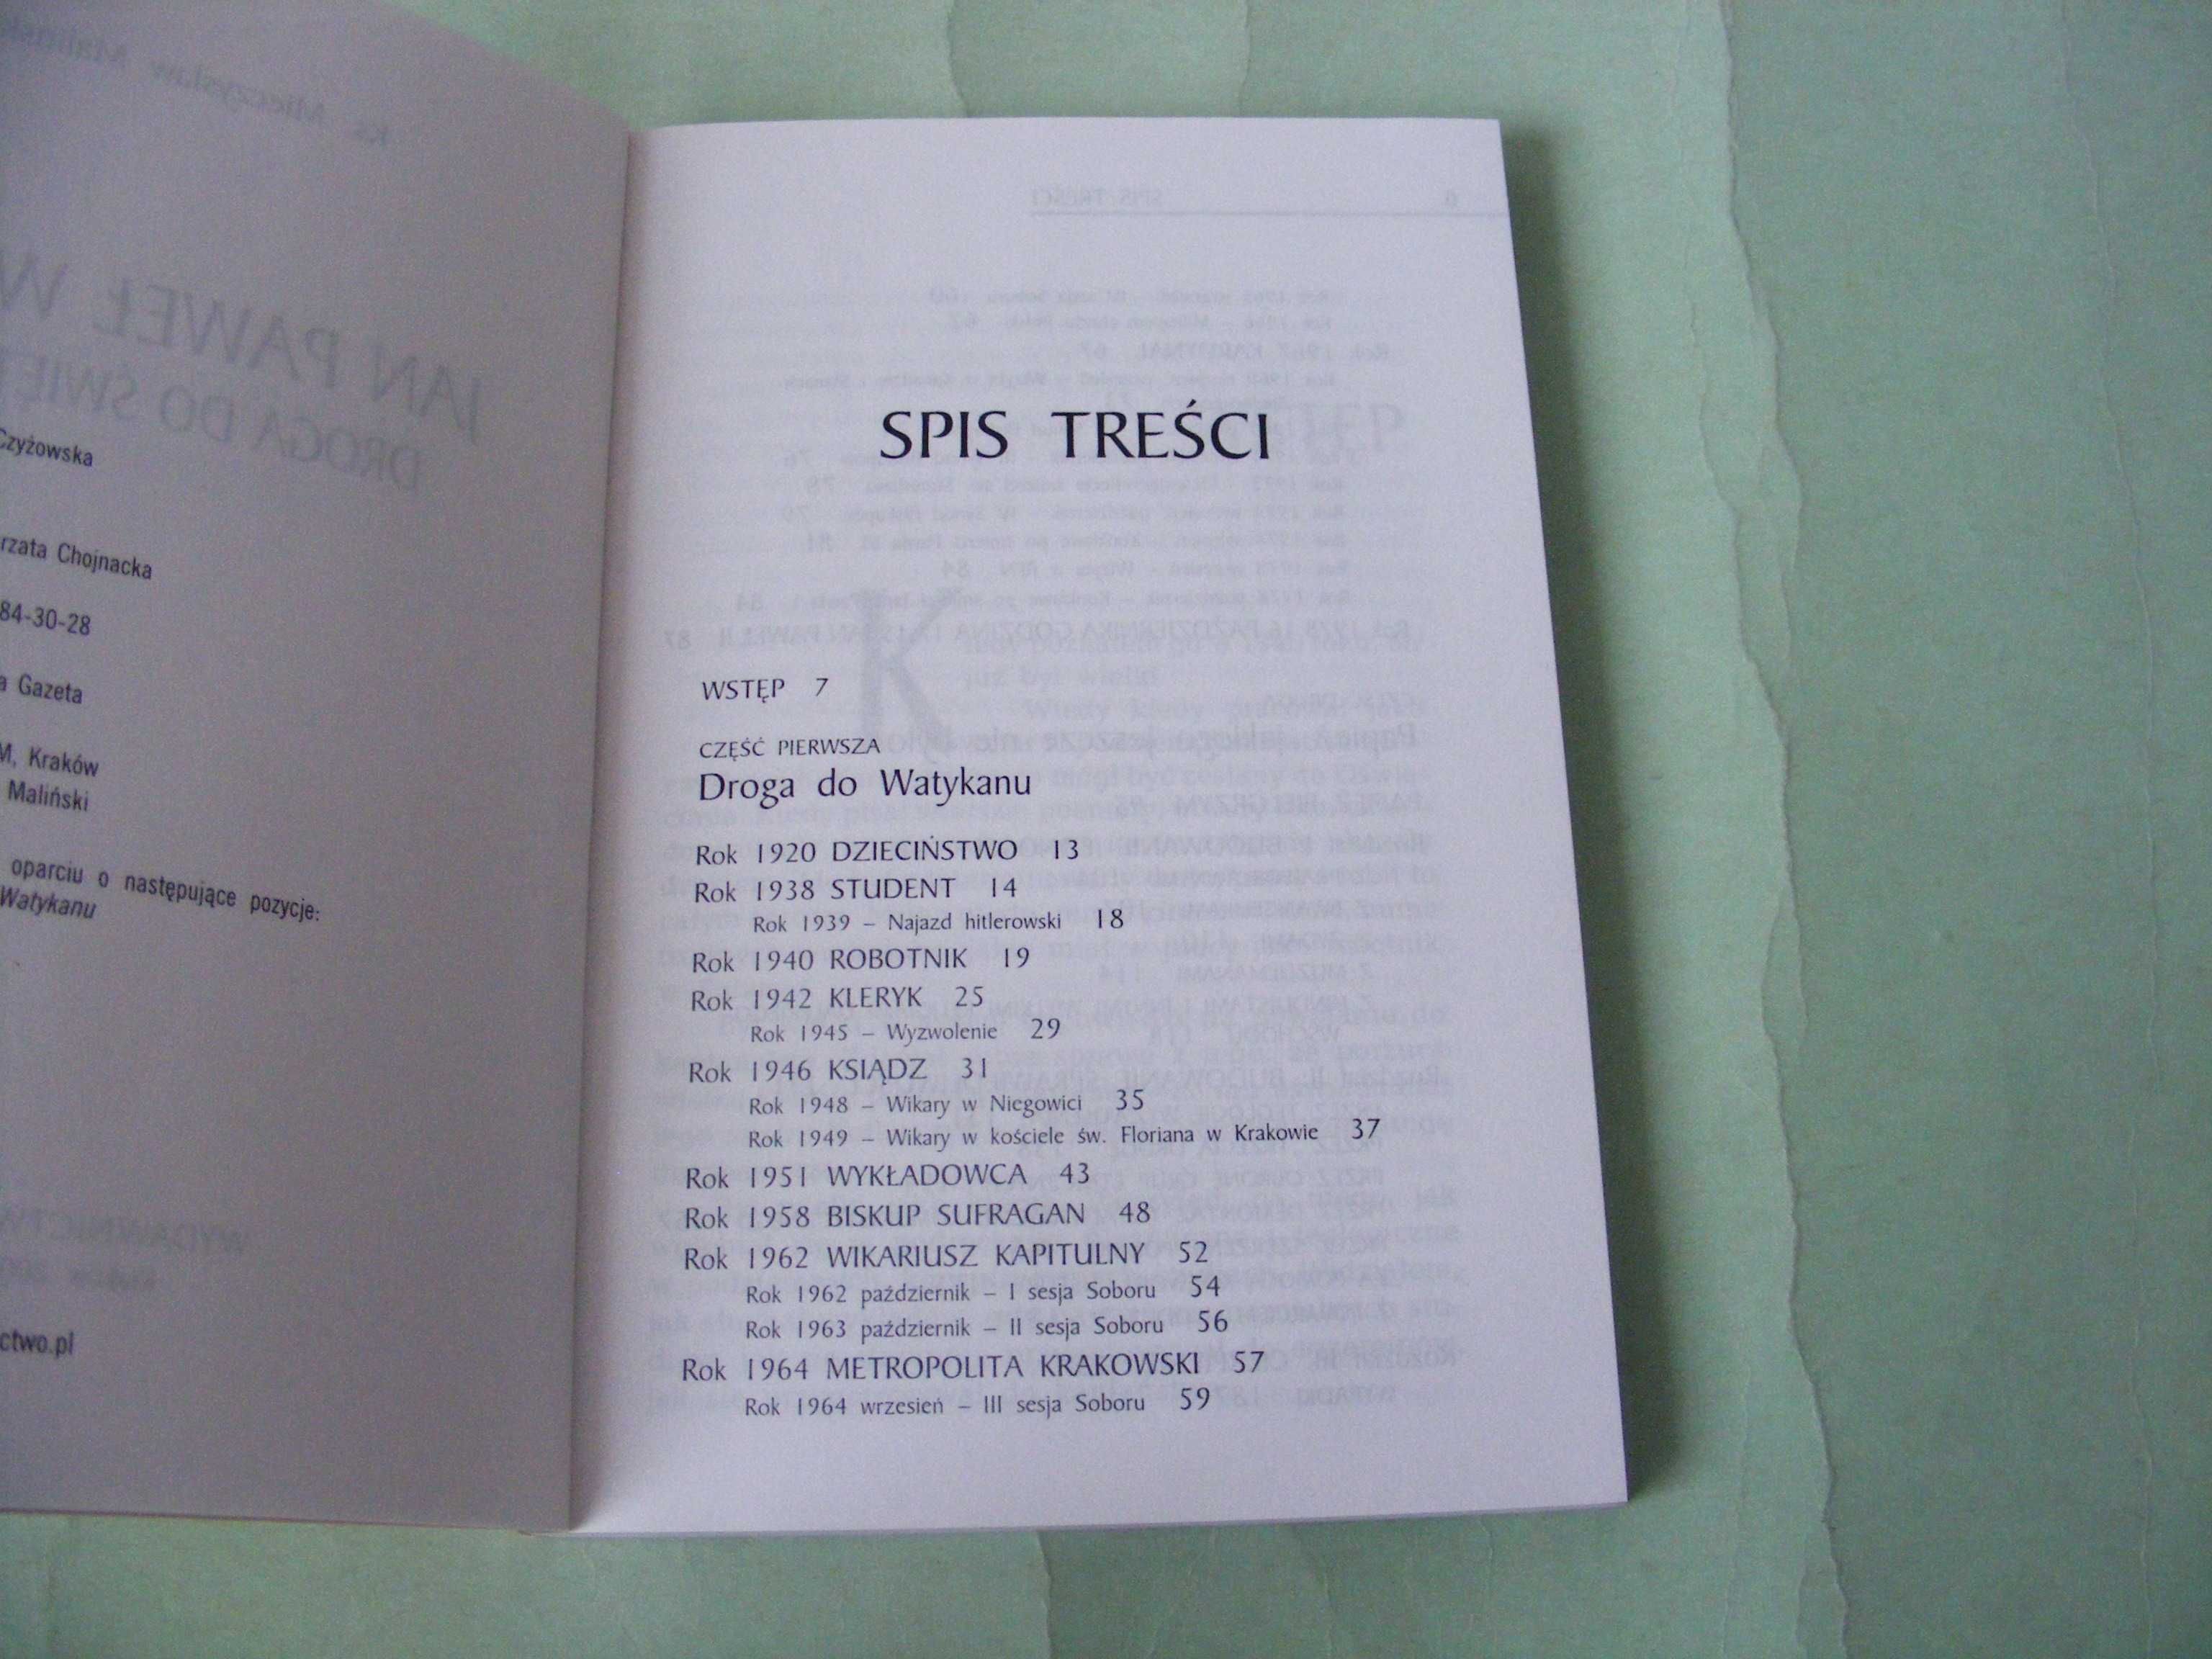 Czyżowska
rzata Chojnacka
84-30-28
a Gazeta
M, Kraków
Maliński
oparciu o następujące pozycje:
Watykanu
ctwo.pl
SPIS TREŚCI
WSTĘP 7
CZĘŚĆ PIERWSZA
Droga do Watykanu
Rok 1920 DZIECIŃSTWO 13
Rok 1938 STUDENT 14
Rok 1939 – Najazd hitlerowski 18
Rok 1940 ROBOTNIK 19
Rok 1942 KLERYK 25
Rok 1945 – Wyzwolenie 29
Rok 1946 KSIĄDZ 31
Rok 1948 – Wikary w Niegowici 35
Rok 1949 – Wikary w kościele św. Floriana w Krakowie 37
Rok 1951 WYKŁADOWCA 43
Rok 1958 BISKUP SUFRAGAN 48
Rok 1962 WIKARIUSZ KAPITULNY 52
Rok 1962 październik – I sesja Soboru 54
Rok 1963 październik – II sesja Soboru 56
Rok 1964 METROPOLITA KRAKOWSKI 57
Rok 1964 wrzesień – III sesja Soboru 59